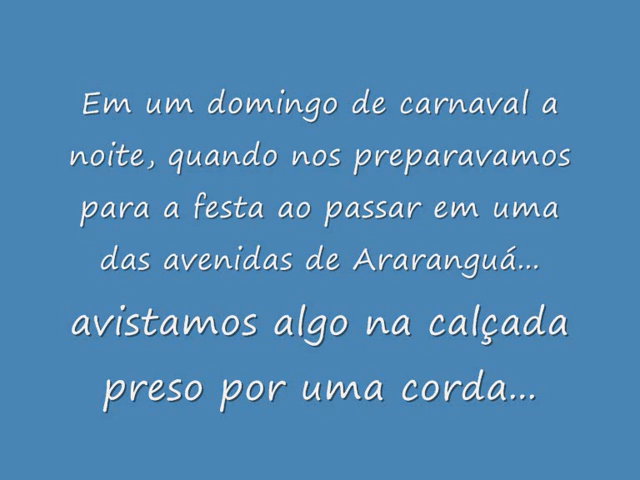 Em um domingo de carnaval a
noite, quando nos preparavamos
para a festa ao passar em uma
das avenidas de Araranguá...
avistamos algo na calçada
preso por uma corda...